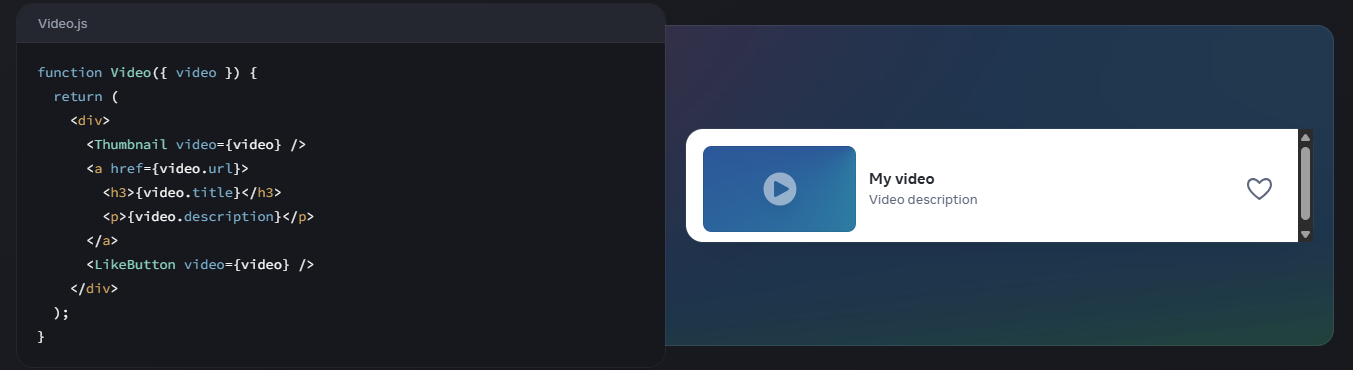 Video.js
function Video({ video }) {
  return (
    <div>
      <Thumbnail video={video} />
      <a href={video.url}>
        <h3>{video.title}</h3>
        <p>{video.description}</p>
      </a>
      <LikeButton video={video} />
    </div>
  );
}
My video
Video description